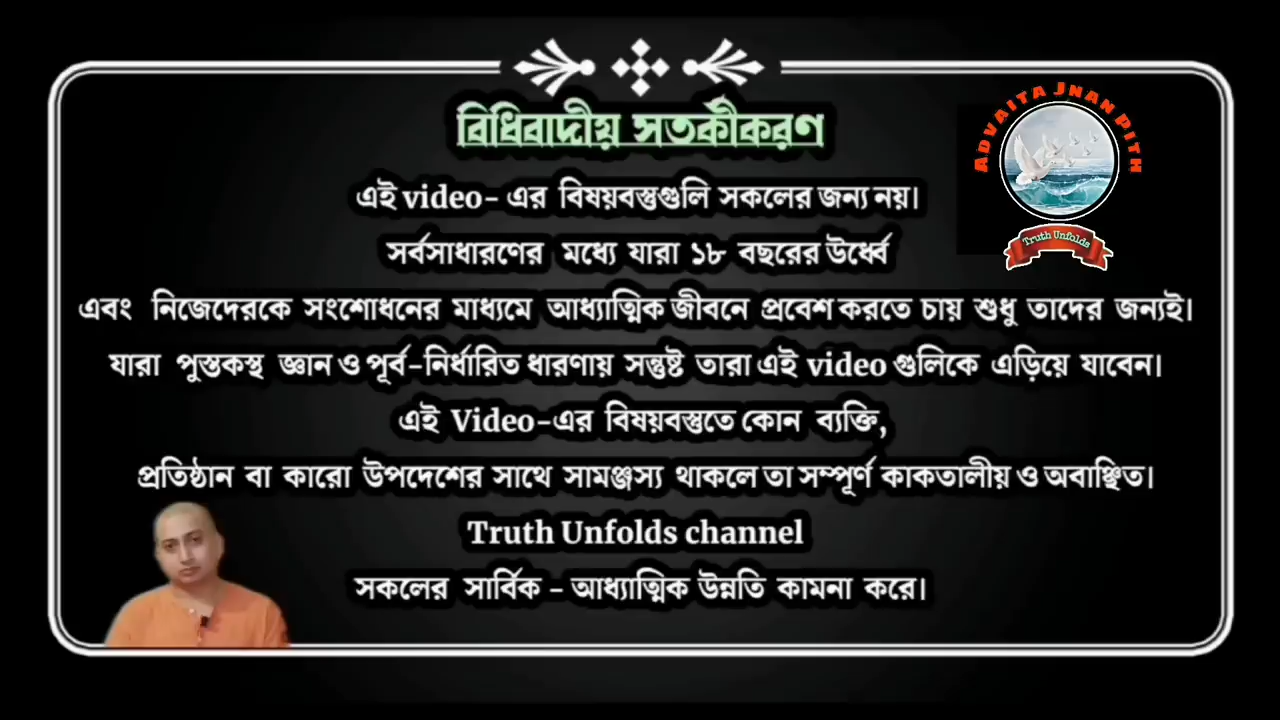 বিধিবাদীয় সতর্কীকরণ
ADVAITA JNAN PITH
Truth Unfolds
এই video- এর বিষয়বস্তুগুলি সকলের জন্য নয়।
সর্বসাধারণের মধ্যে যারা ১৮ বছরের উর্ধ্বে
এবং নিজেদেরকে সংশোধনের মাধ্যমে আধ্যাত্মিক জীবনে প্রবেশ করতে চায় শুধু তাদের জন্যই।
যারা পুস্তকস্থ জ্ঞান ও পূর্ব-নির্ধারিত ধারণায় সন্তুষ্ট তারা এই video গুলিকে এড়িয়ে যাবেন।
এই Video-এর বিষয়বস্তুতে কোন ব্যক্তি,
প্রতিষ্ঠান বা কারো উপদেশের সাথে সামঞ্জস্য থাকলে তা সম্পূর্ণ কাকতালীয় ও অবাঞ্ছিত।
Truth Unfolds channel
সকলের সার্বিক - আধ্যাত্মিক উন্নতি কামনা করে।